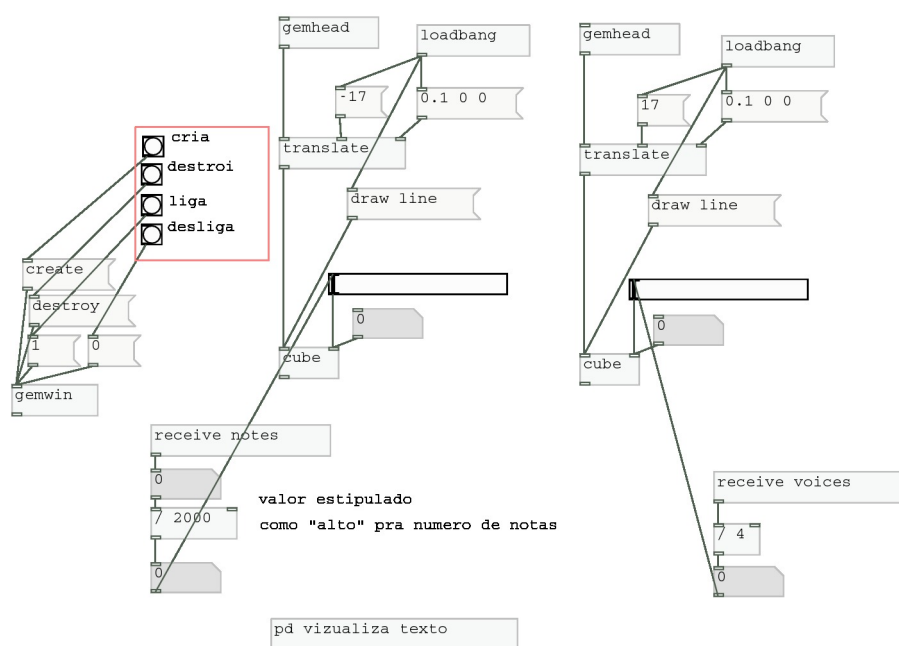 gemhead
loadbang
-17
0.1 0 0
translate
draw line
0
cube
gemhead
loadbang
17
0.1 0 0
translate
draw line
0
cube
cria
destroi
liga
desliga
create
destroy
1
0
gemwin
receive notes
0
/ 2000
0
valor estipulado
como "alto" pra numero de notas
receive voices
/ 4
0
pd vizualiza texto